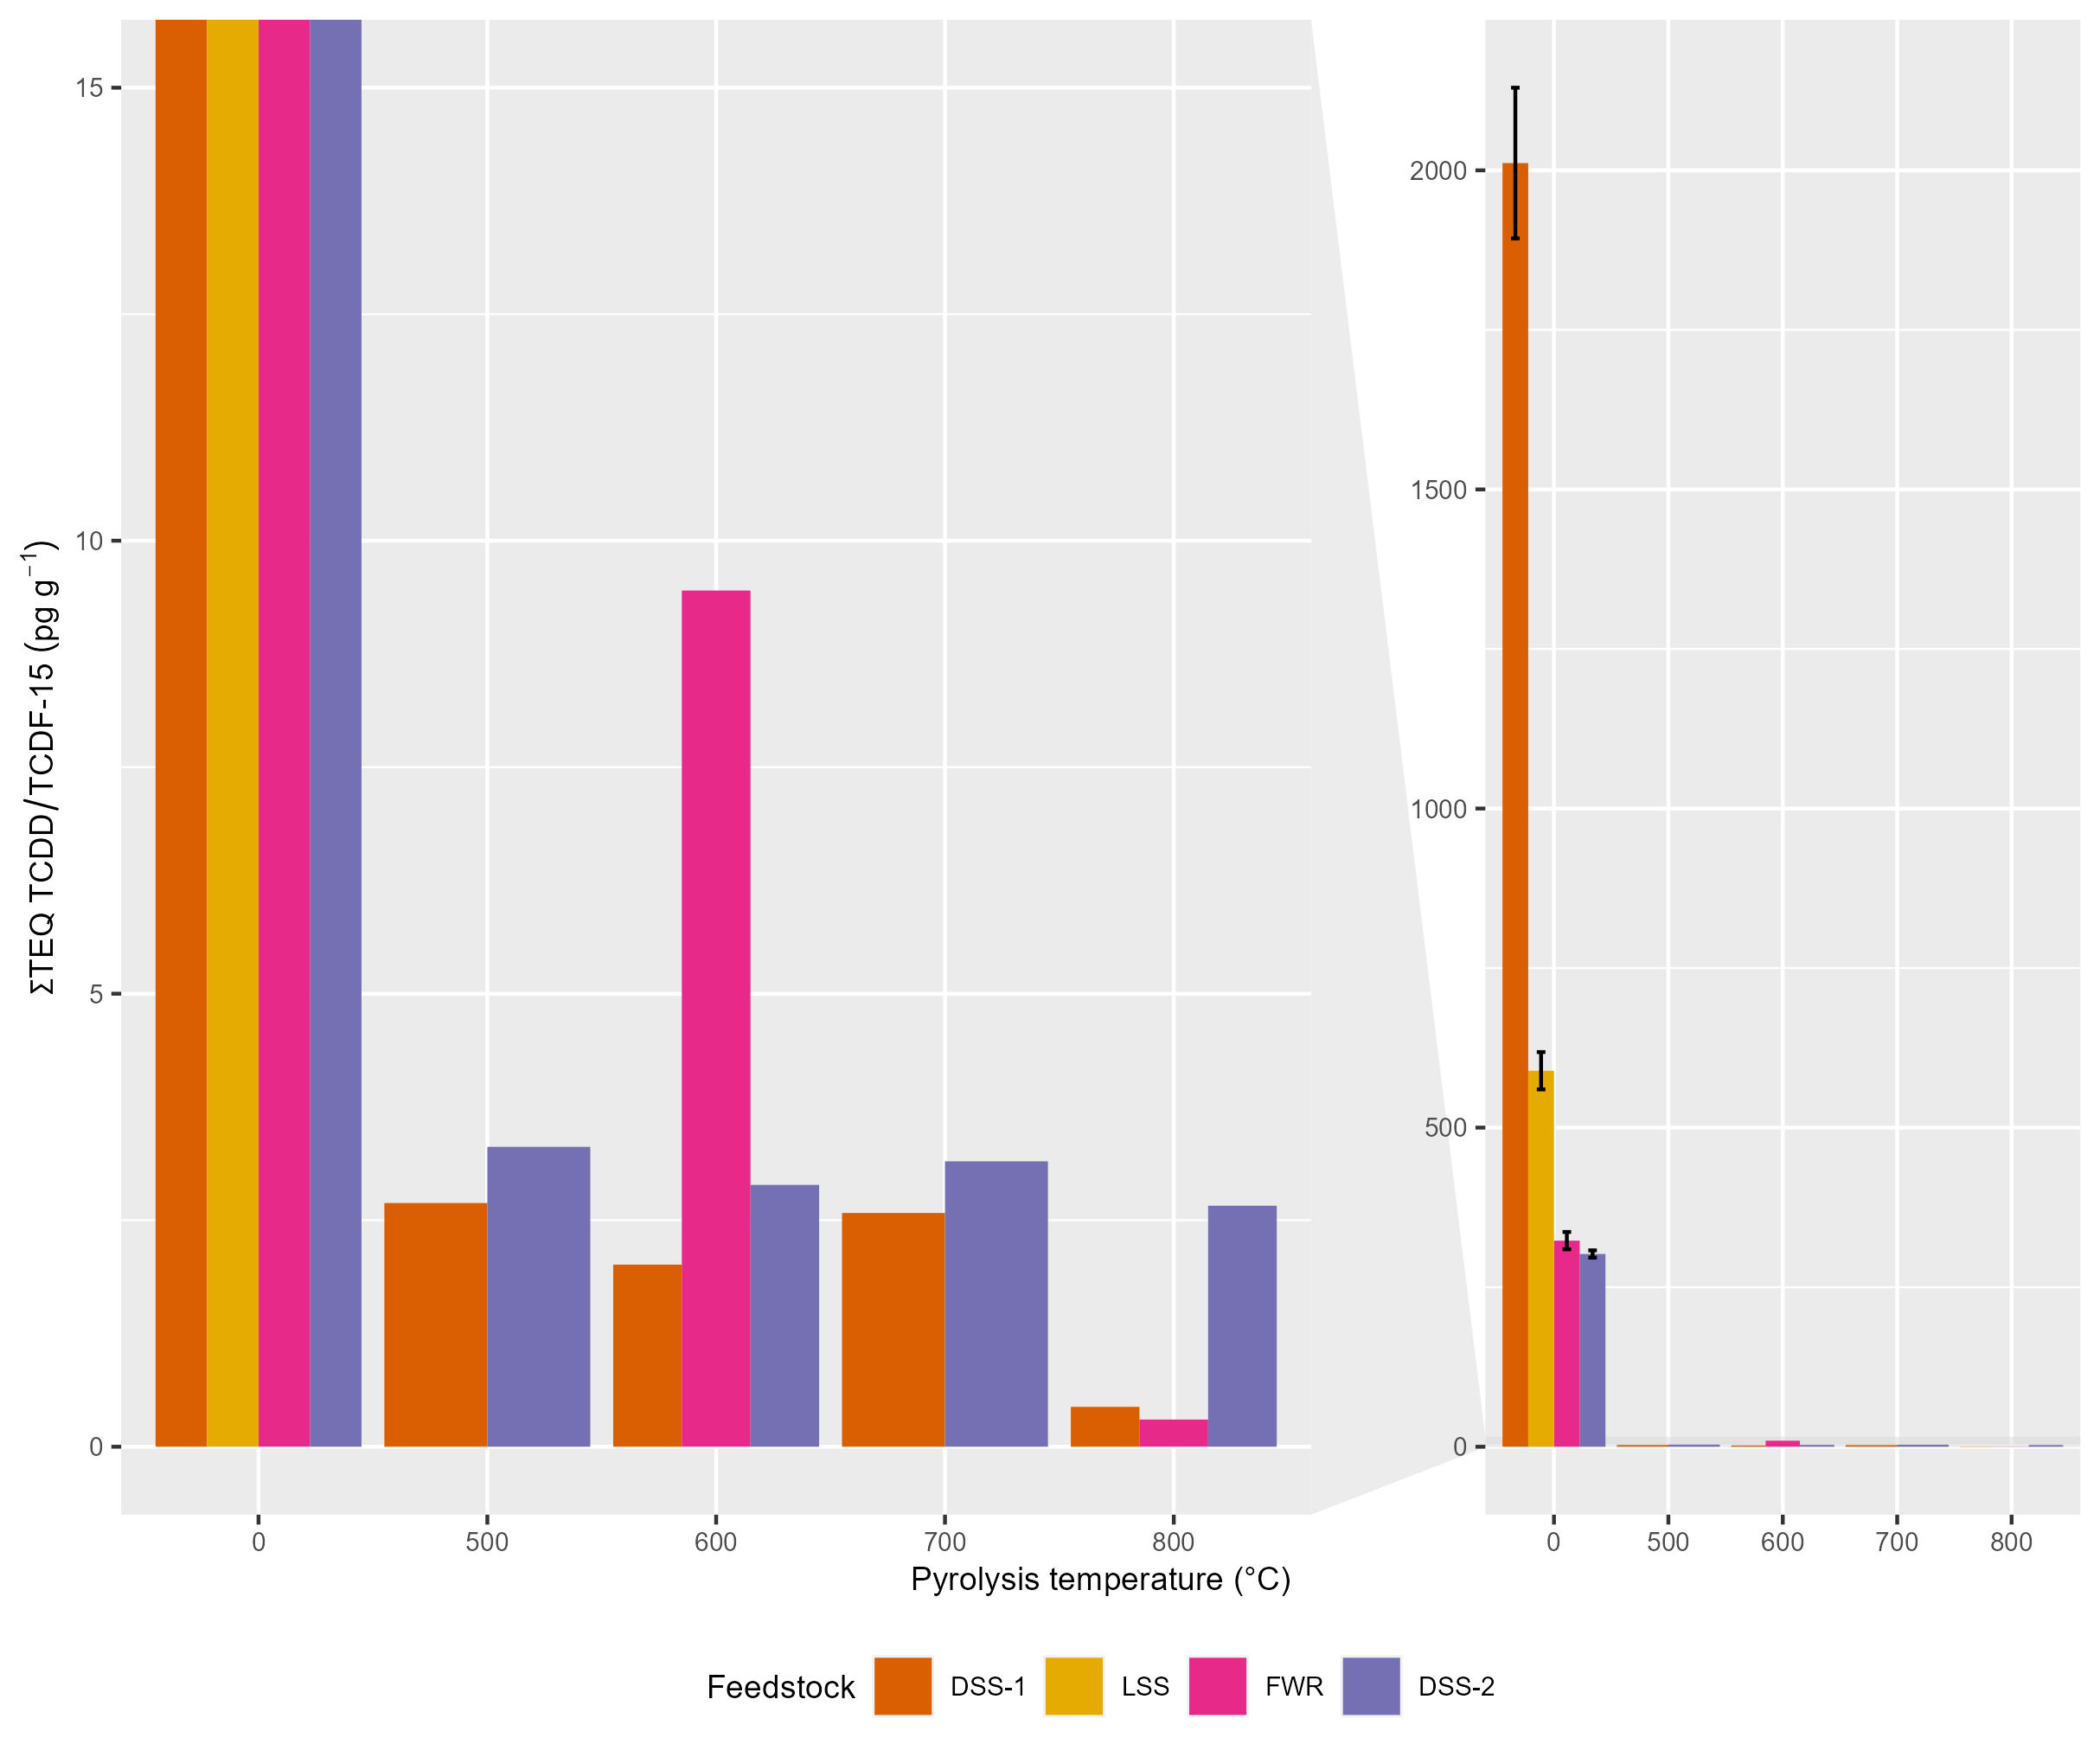 ΣTEQ TCDD/TCDF-15 (pg g⁻¹)
15
10
5
0
0 500 600 700 800
2000
1500
1000
500
0
0 500 600 700 800
Pyrolysis temperature (°C)
Feedstock DSS-1 LSS FWR DSS-2